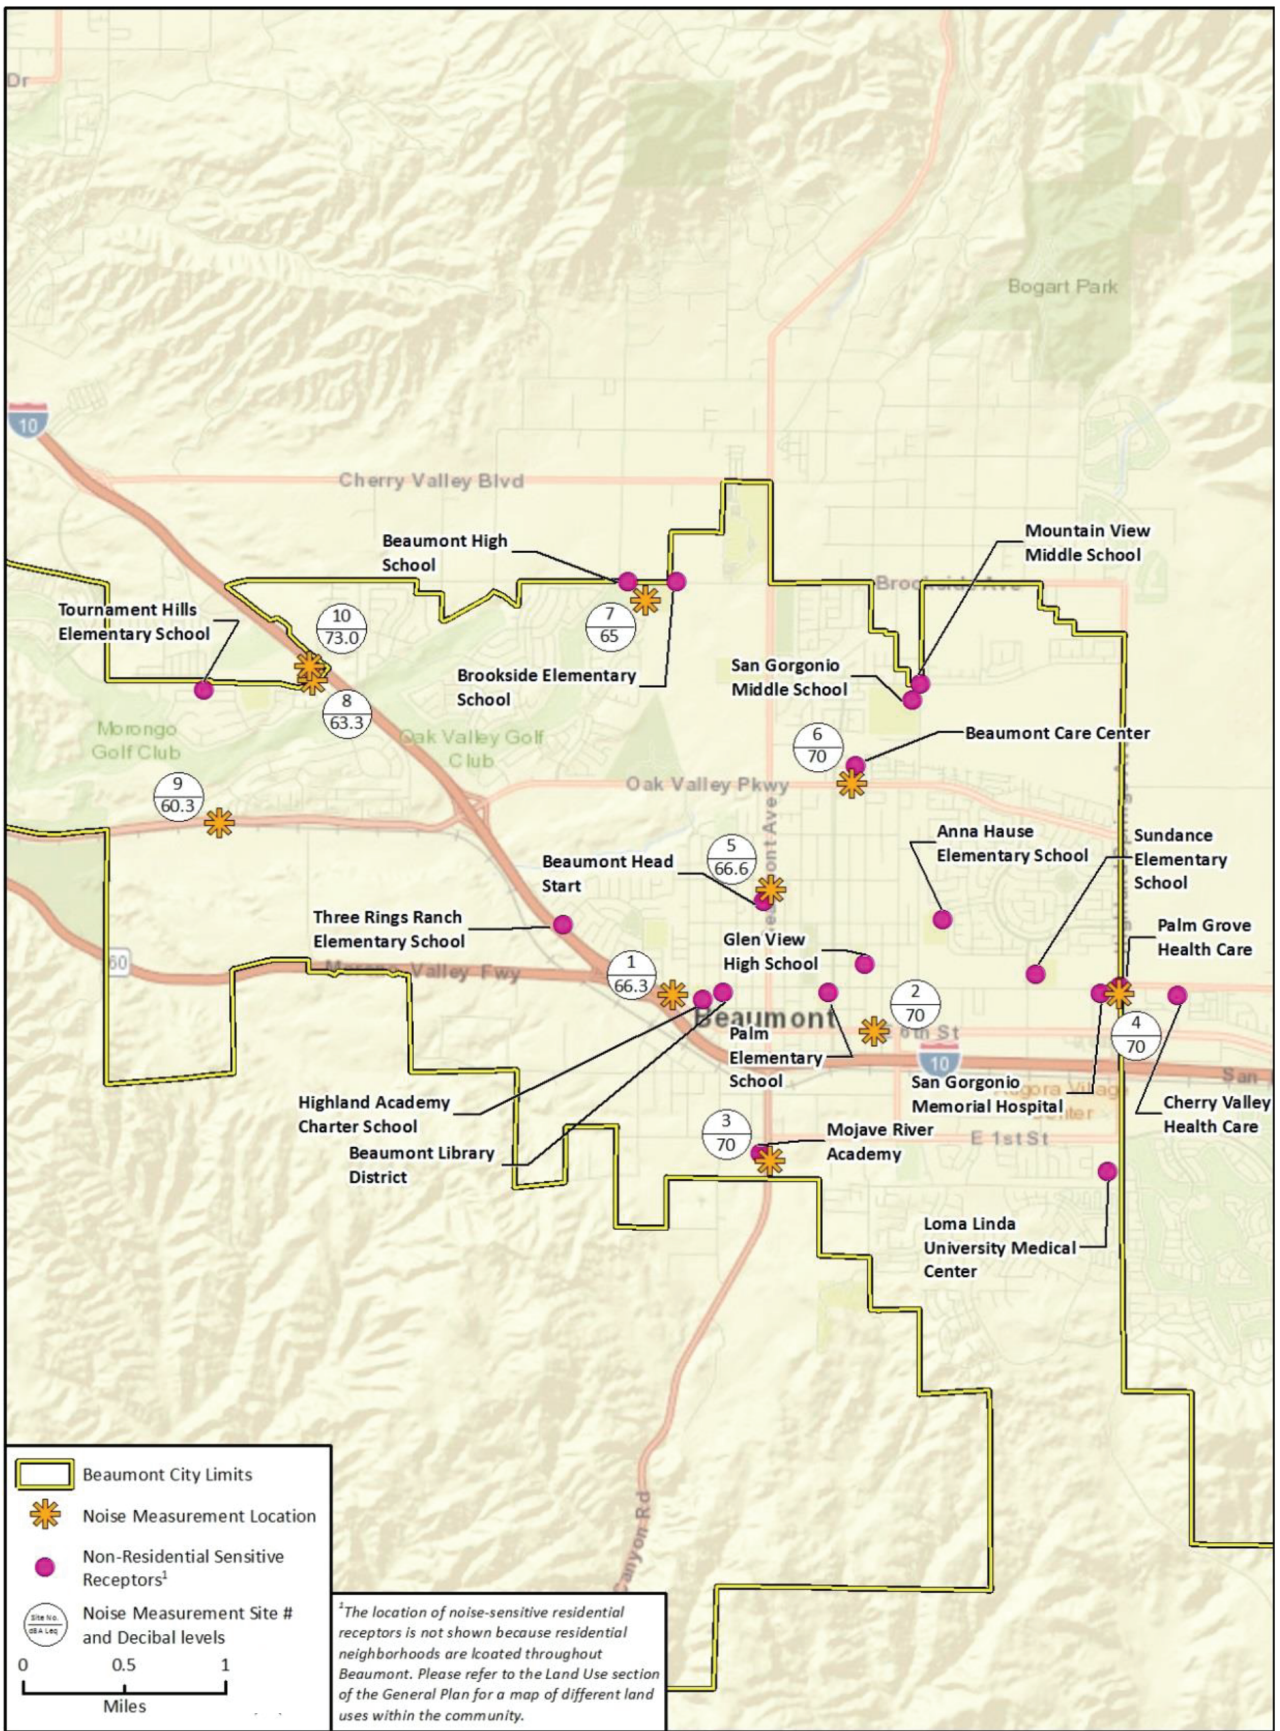 Dr
Bogart Park
10
Cherry Valley Blvd
Beaumont High
School
Mountain View
Middle School
Brookside Ave
Tournament Hills
Elementary School
10
73.0
7
65
San Gorgonio
Middle School
Brookside Elementary
School
8
63.3
Morongo
Golf Club
Oak Valley Golf
Club
6
70
Beaumont Care Center
9
60.3
Oak Valley Pkwy
Anna Hause
Elementary School
Sundance
Elementary
School
5
66.6
Beaumont Head
Start
Three Rings Ranch
Elementary School
Glen View
High School
Palm Grove
Health Care
60
Valley Fwy
1
66.3
2
70
Beaumont
6th St
4
70
Palm
Elementary
School
10
San
San Gorgonio
Memorial Hospital
Village
Cherry Valley
Health Care
Highland Academy
Charter School
3
70
Mojave River
Academy
E 1st St
Beaumont Library
District
Loma Linda
University Medical
Center
Canyon Rd
Beaumont City Limits
Noise Measurement Location
Non-Residential Sensitive
Receptors¹
Site No.
dBA Leq
Noise Measurement Site #
and Decibal levels
0 0.5 1
Miles
¹The location of noise-sensitive residential
receptors is not shown because residential
neighborhoods are lcoated throughout
Beaumont. Please refer to the Land Use section
of the General Plan for a map of different land
uses within the community.